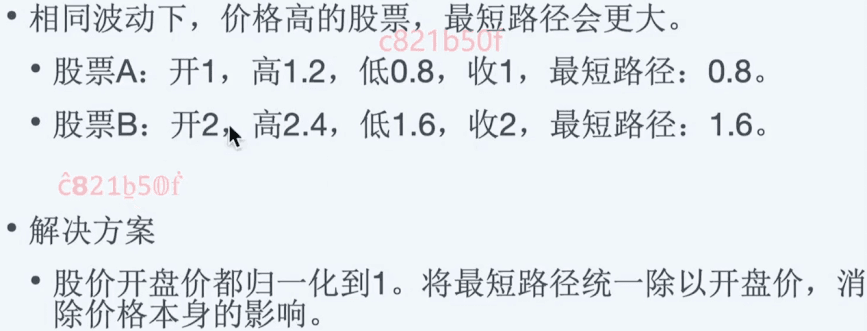 • 相同波动下，价格高的股票，最短路径会更大。
c821b50f
• 股票A：开1，高1.2，低0.8，收1，最短路径：0.8。
• 股票B：开2，高2.4，低1.6，收2，最短路径：1.6。
ĉ821b50ḟ
• 解决方案
• 股价开盘价都归一化到1。将最短路径统一除以开盘价，消
除价格本身的影响。